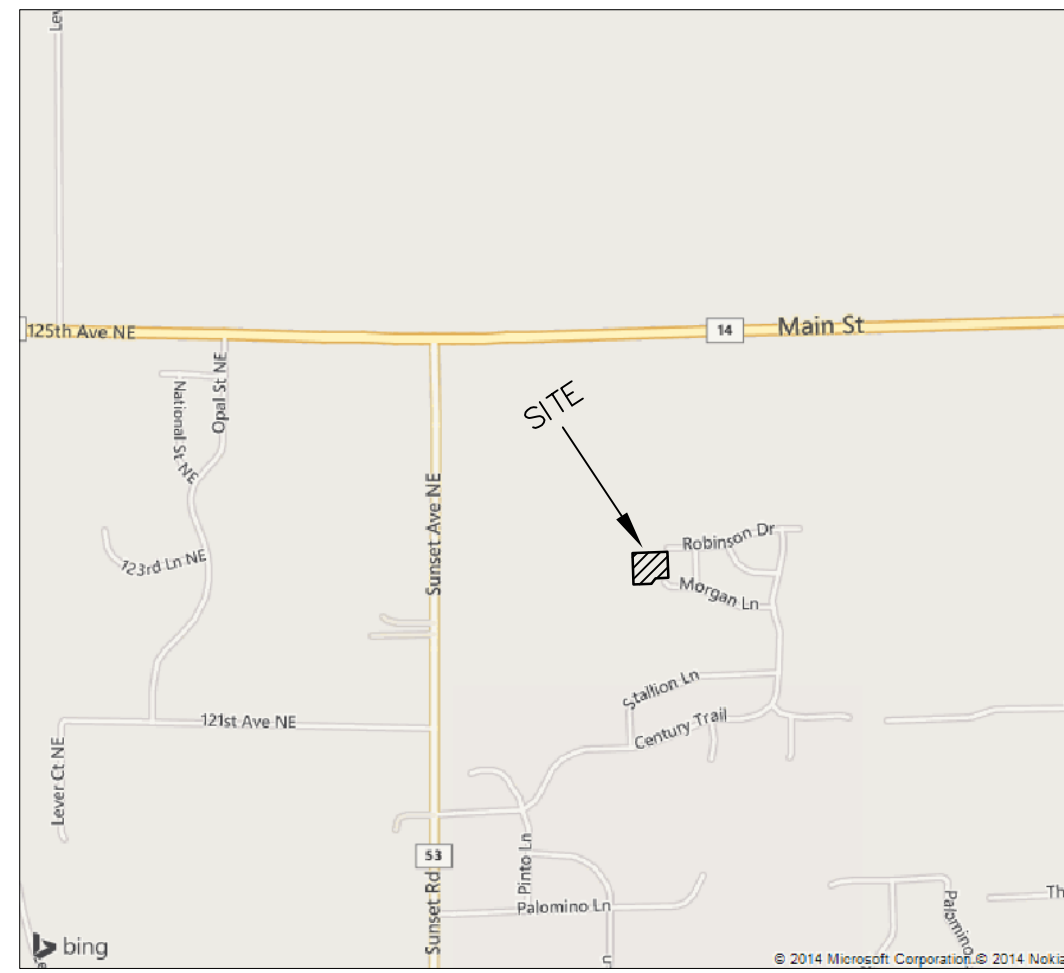 Lev
125th Ave NE
14
Main St
Opal St NE
National St NE
SITE
Sunset Ave NE
Robinson Dr
123rd Ln NE
Morgan Ln
Stallion Ln
121st Ave NE
Century Trail
Lever Ct NE
53
Pinto Ln
Sunset Rd
Palomino Ln
Palomino
Th
bing
© 2014 Microsoft Corporation © 2014 Nokia